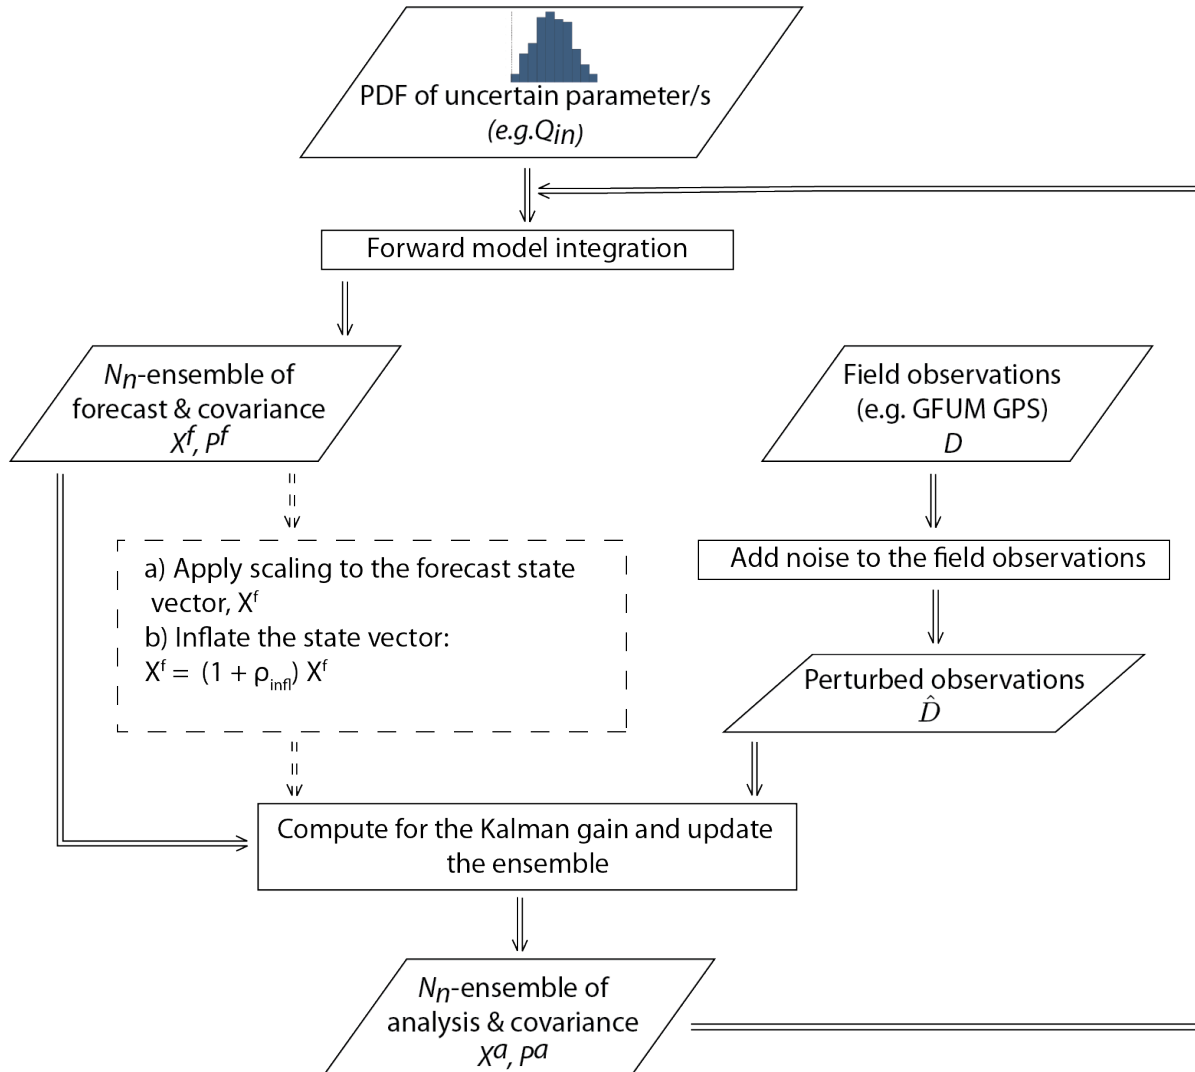 PDF of uncertain parameter/s
(e.g.Qin)
Forward model integration
Nn-ensemble of
forecast & covariance
Xf, Pf
Field observations
(e.g. GFUM GPS)
D
a) Apply scaling to the forecast state
vector, Xf
b) Inflate the state vector:
Xf = (1 + ρinfl) Xf
Add noise to the field observations
Perturbed observations
D̂
Compute for the Kalman gain and update
the ensemble
Nn-ensemble of
analysis & covariance
Xa, Pa